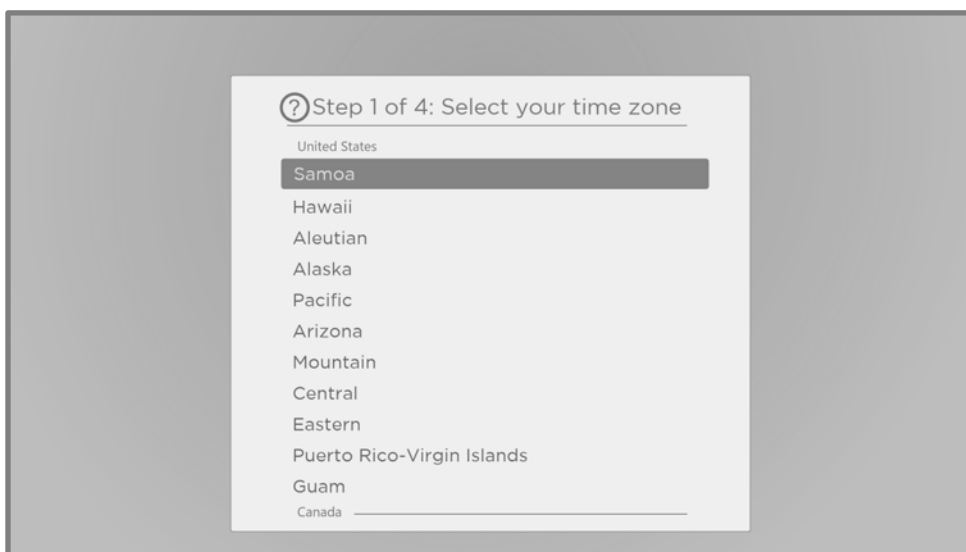 ? Step 1 of 4: Select your time zone
United States
Samoa
Hawaii
Aleutian
Alaska
Pacific
Arizona
Mountain
Central
Eastern
Puerto Rico-Virgin Islands
Guam
Canada